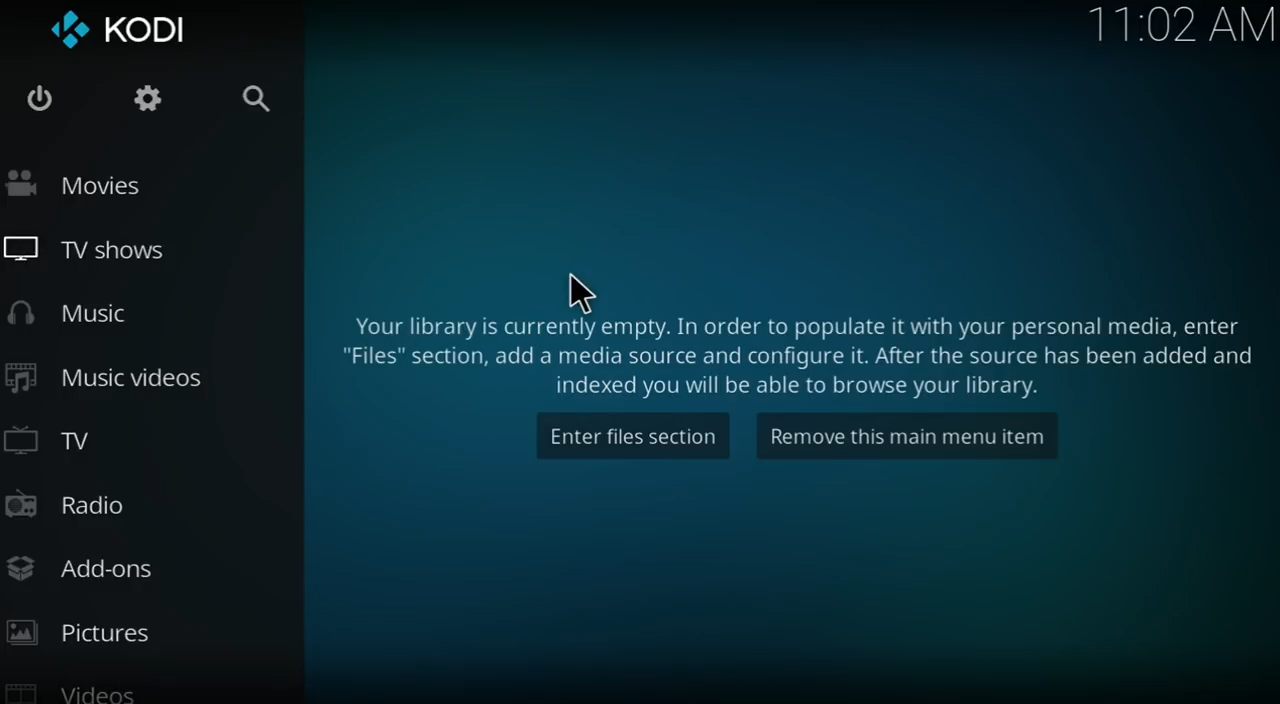 KODI
11:02 AM
Movies
TV shows
Music
Music videos
TV
Radio
Add-ons
Pictures
Videos
Your library is currently empty. In order to populate it with your personal media, enter
"Files" section, add a media source and configure it. After the source has been added and
indexed you will be able to browse your library.
Enter files section
Remove this main menu item